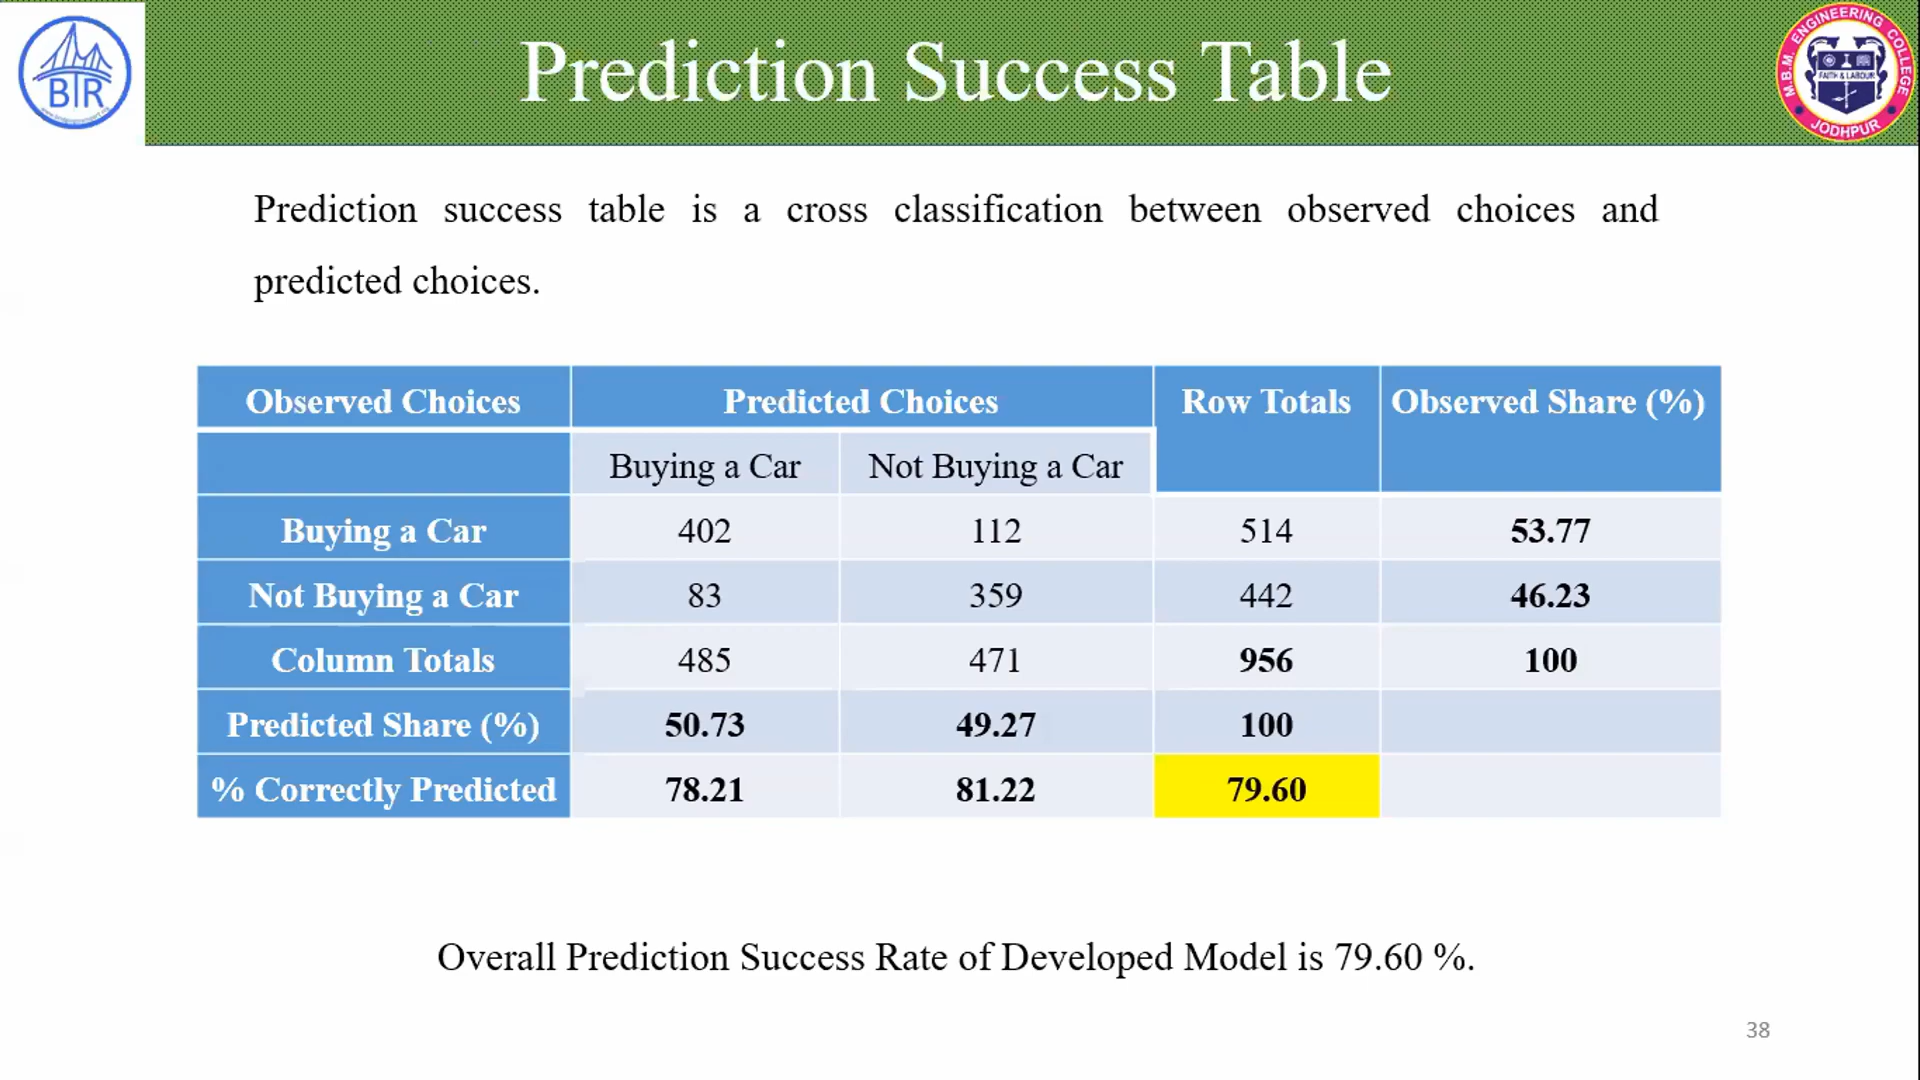 BTR
Prediction Success Table
M.B.M. ENGINEERING COLLEGE
FAITH & LABOUR
JODHPUR
Prediction success table is a cross classification between observed choices and
predicted choices.
Observed Choices Predicted Choices Row Totals Observed Share (%)
Buying a Car Not Buying a Car
Buying a Car 402 112 514 53.77
Not Buying a Car 83 359 442 46.23
Column Totals 485 471 956 100
Predicted Share (%) 50.73 49.27 100
% Correctly Predicted 78.21 81.22 79.60
Overall Prediction Success Rate of Developed Model is 79.60 %.
38